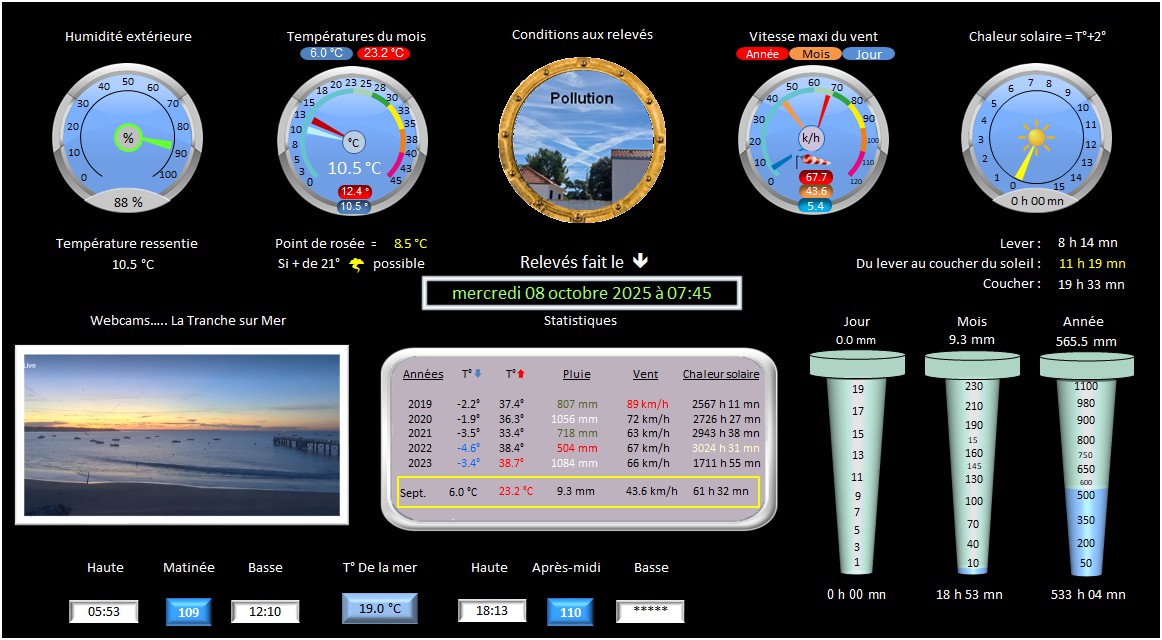 Humidité extérieure
Températures du mois
Conditions aux relevés
Vitesse maxi du vent
Chaleur solaire = T°+2°
6.0 °C 23.2 °C
Année Mois Jour
0 10 20 30 40 50 60 70 80 90 100
%
88 %
0 3 5 8 10 13 15 18 20 23 25 28 30 33 35 38 40 43 45
°C
10.5 °C
12.4 °
10.5 °
Pollution
0 10 20 30 40 50 60 70 80 90 100 110 120
k/h
67.7
43.6
5.4
0 1 2 3 4 5 6 7 8 9 10 11 12 13 14 15
0 h 00 mn
Température ressentie
10.5 °C
Point de rosée = 8.5 °C
Si + de 21° possible
Relevés fait le
mercredi 08 octobre 2025 à 07:45
Lever : 8 h 14 mn
Du lever au coucher du soleil : 11 h 19 mn
Coucher : 19 h 33 mn
Webcams..... La Tranche sur Mer
Live
Statistiques
Années T° T° Pluie Vent Chaleur solaire
2019 -2.2° 37.4° 807 mm 89 km/h 2567 h 11 mn
2020 -1.9° 36.3° 1056 mm 72 km/h 2726 h 27 mn
2021 -3.5° 33.4° 718 mm 63 km/h 2943 h 38 mn
2022 -4.6° 38.4° 504 mm 67 km/h 3024 h 31 mn
2023 -3.4° 38.7° 1084 mm 66 km/h 1711 h 55 mn
Sept. 6.0 °C 23.2 °C 9.3 mm 43.6 km/h 61 h 32 mn
Jour
0.0 mm
19
17
15
13
11
9
7
5
3
1
0 h 00 mn
Mois
9.3 mm
230
210
190
15
160
145
130
100
70
40
10
18 h 53 mn
Année
565.5 mm
1100
980
900
800
750
650
600
500
350
200
50
533 h 04 mn
Haute Matinée Basse
05:53 109 12:10
T° De la mer
19.0 °C
Haute Après-midi Basse
18:13 110 *****